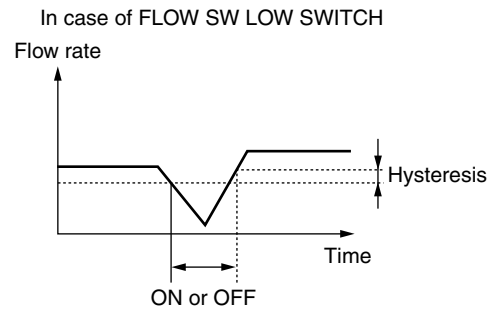 In case of FLOW SW LOW SWITCH
Flow rate
Hysteresis
Time
ON or OFF